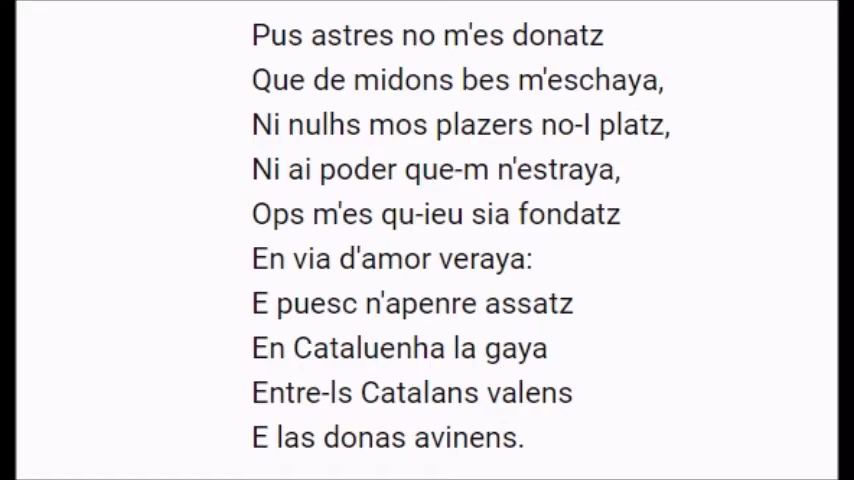 Pus astres no m'es donatz
Que de midons bes m'eschaya,
Ni nulhs mos plazers no-l platz,
Ni ai poder que-m n'estraya,
Ops m'es qu-ieu sia fondatz
En via d'amor veraya:
E puesc n'apenre assatz
En Cataluenha la gaya
Entre-ls Catalans valens
E las donas avinens.